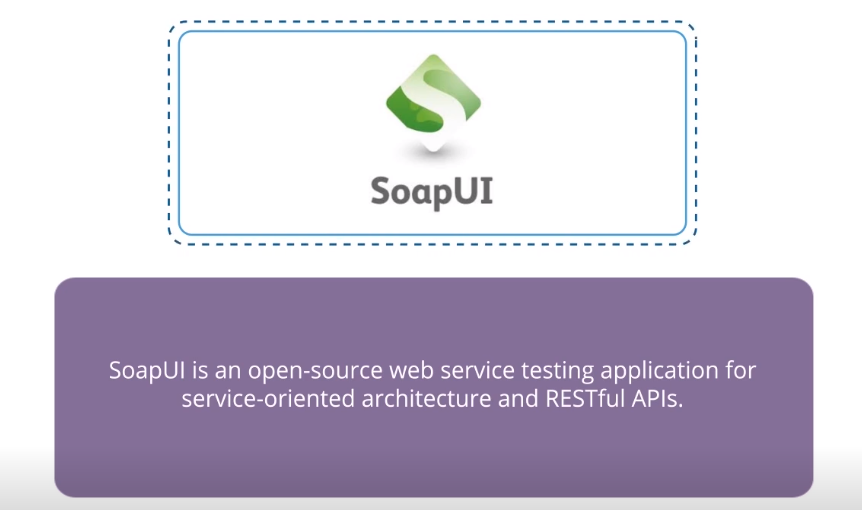 SoapUI
SoapUI is an open-source web service testing application for
service-oriented architecture and RESTful APIs.